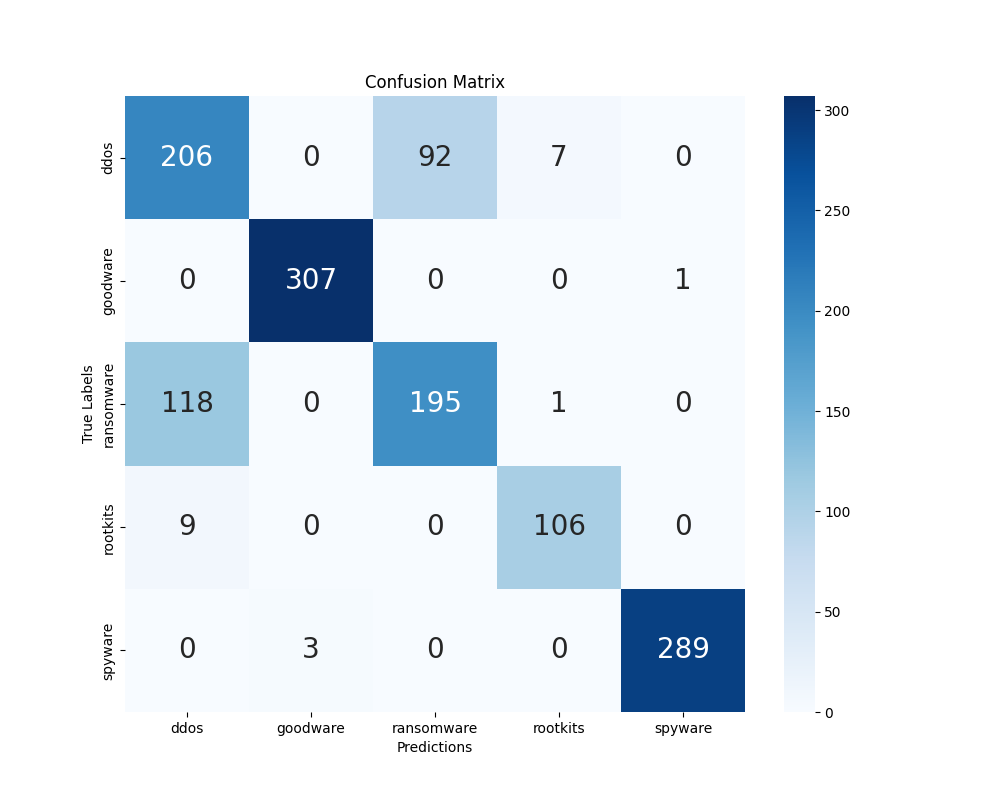 Confusion Matrix
True Labels
ddos
206 0 92 7 0
goodware
0 307 0 0 1
ransomware
118 0 195 1 0
rootkits
9 0 0 106 0
spyware
0 3 0 0 289
ddos goodware ransomware rootkits spyware
Predictions
300
250
200
150
100
50
0